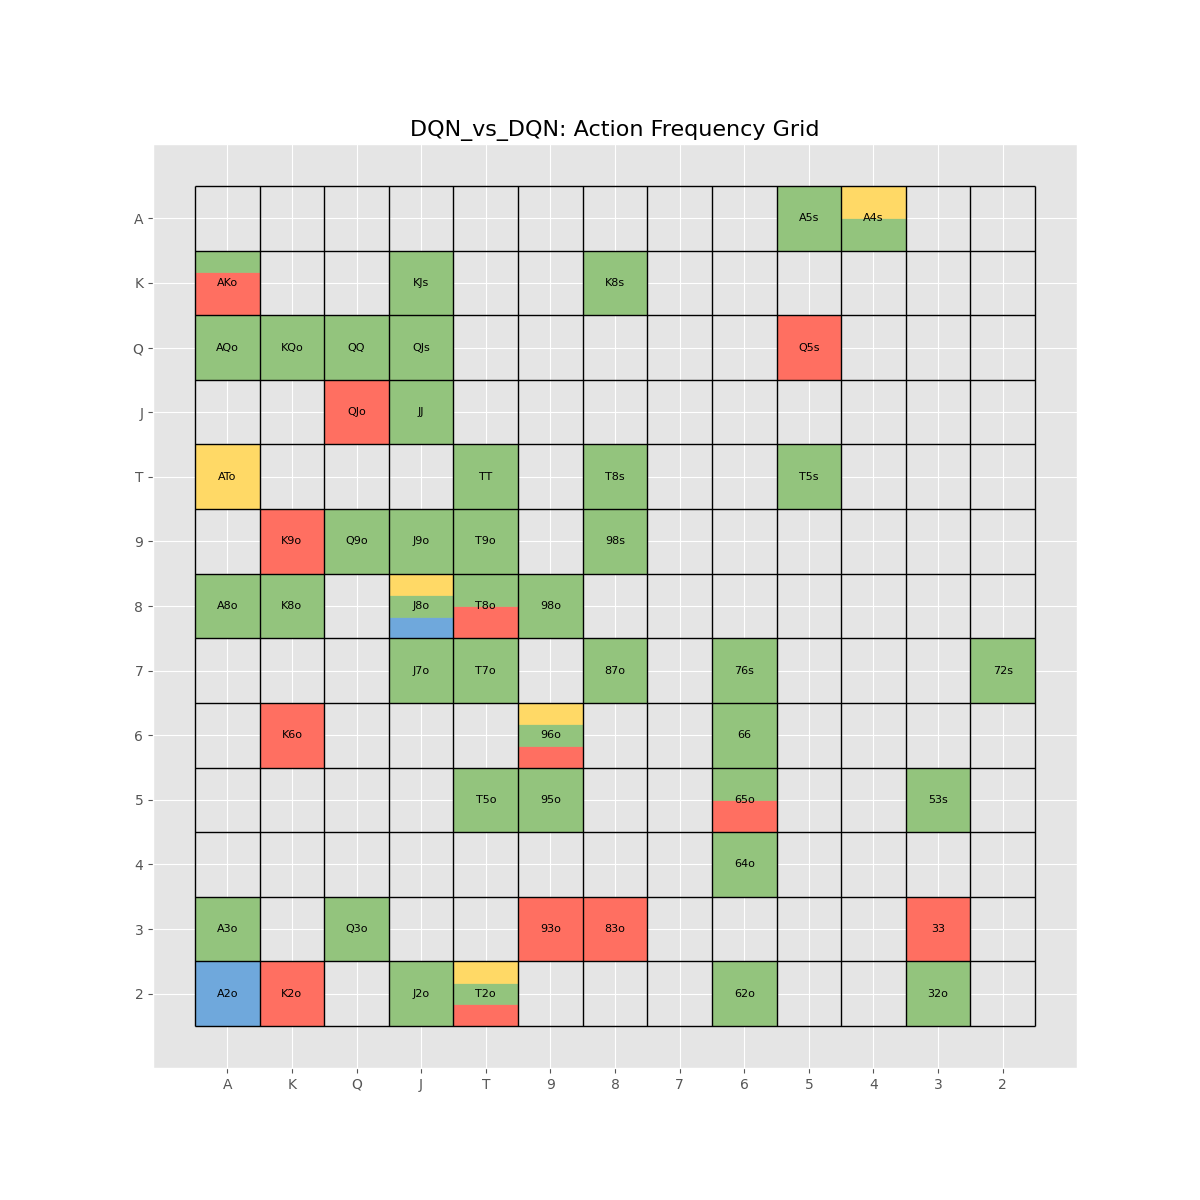 DQN_vs_DQN: Action Frequency Grid
A A5s A4s
K AKo KJs K8s
Q AQo KQo QQ QJs Q5s
J QJo JJ
T ATo TT T8s T5s
9 K9o Q9o J9o T9o 98s
8 A8o K8o J8o T8o 98o
7 J7o T7o 87o 76s 72s
6 K6o 96o 66
5 T5o 95o 65o 53s
4 64o
3 A3o Q3o 93o 83o 33
2 A2o K2o J2o T2o 62o 32o
A K Q J T 9 8 7 6 5 4 3 2